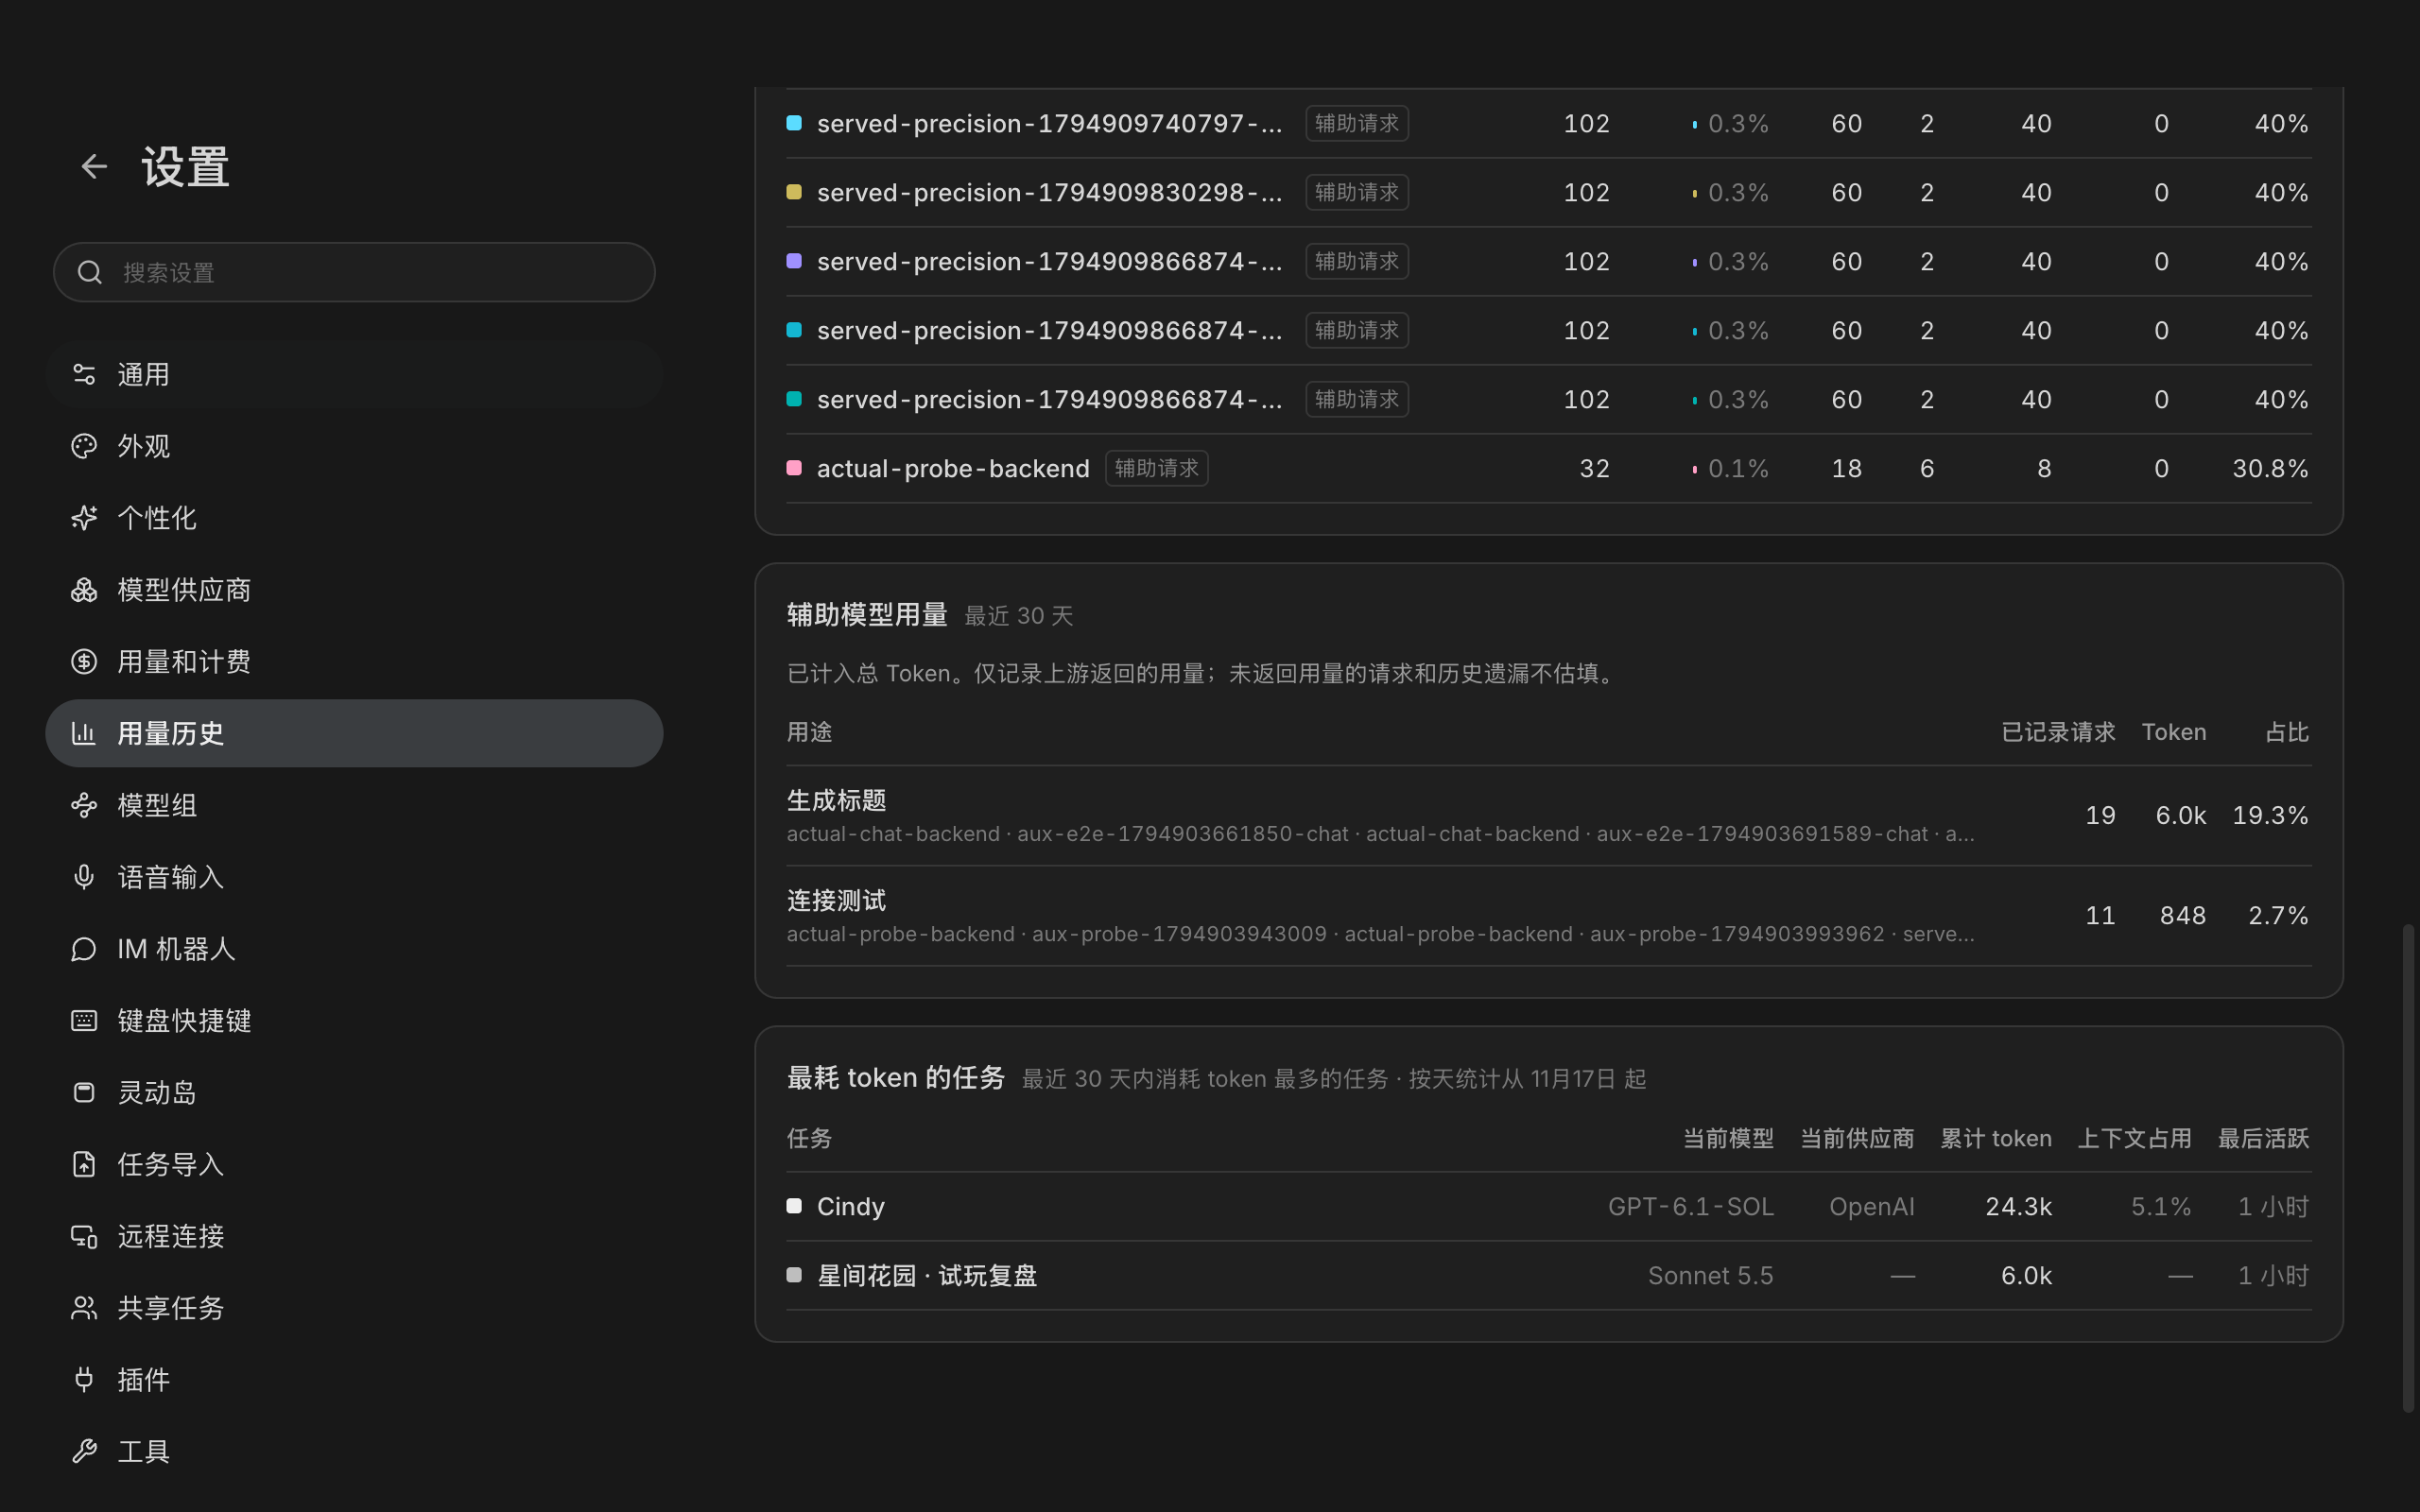 设置
搜索设置
通用
外观
个性化
模型供应商
用量和计费
用量历史
模型组
语音输入
IM 机器人
键盘快捷键
灵动岛
任务导入
远程连接
共享任务
插件
工具
served-precision-1794909740797-... 辅助请求 102 0.3% 60 2 40 0 40%
served-precision-1794909830298-... 辅助请求 102 0.3% 60 2 40 0 40%
served-precision-1794909866874-... 辅助请求 102 0.3% 60 2 40 0 40%
served-precision-1794909866874-... 辅助请求 102 0.3% 60 2 40 0 40%
served-precision-1794909866874-... 辅助请求 102 0.3% 60 2 40 0 40%
actual-probe-backend 辅助请求 32 0.1% 18 6 8 0 30.8%
辅助模型用量 最近 30 天
已计入总 Token。仅记录上游返回的用量；未返回用量的请求和历史遗漏不估填。
用途 已记录请求 Token 占比
生成标题 19 6.0k 19.3%
actual-chat-backend · aux-e2e-1794903661850-chat · actual-chat-backend · aux-e2e-1794903691589-chat · a...
连接测试 11 848 2.7%
actual-probe-backend · aux-probe-1794903943009 · actual-probe-backend · aux-probe-1794903993962 · serve...
最耗 token 的任务 最近 30 天内消耗 token 最多的任务 · 按天统计从 11月17日 起
任务 当前模型 当前供应商 累计 token 上下文占用 最后活跃
Cindy GPT-6.1-SOL OpenAI 24.3k 5.1% 1 小时
星间花园 · 试玩复盘 Sonnet 5.5 — 6.0k — 1 小时